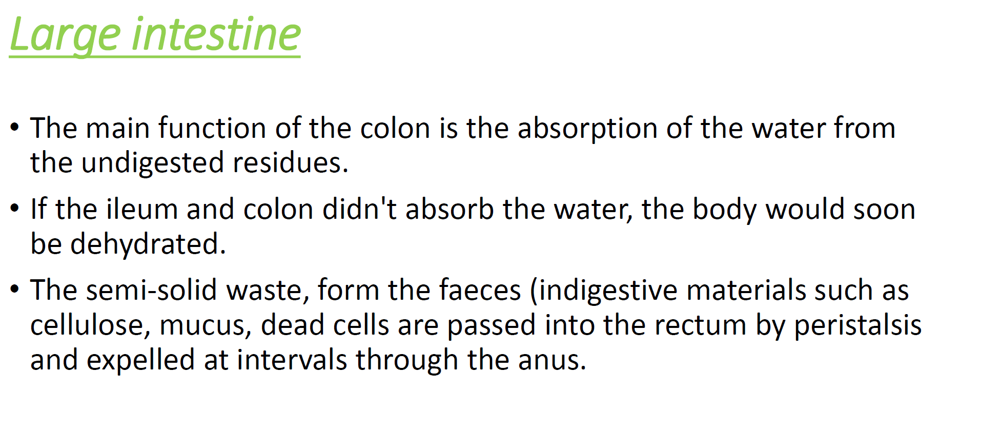 Large intestine
• The main function of the colon is the absorption of the water from
the undigested residues.
• If the ileum and colon didn't absorb the water, the body would soon
be dehydrated.
• The semi-solid waste, form the faeces (indigestive materials such as
cellulose, mucus, dead cells are passed into the rectum by peristalsis
and expelled at intervals through the anus.